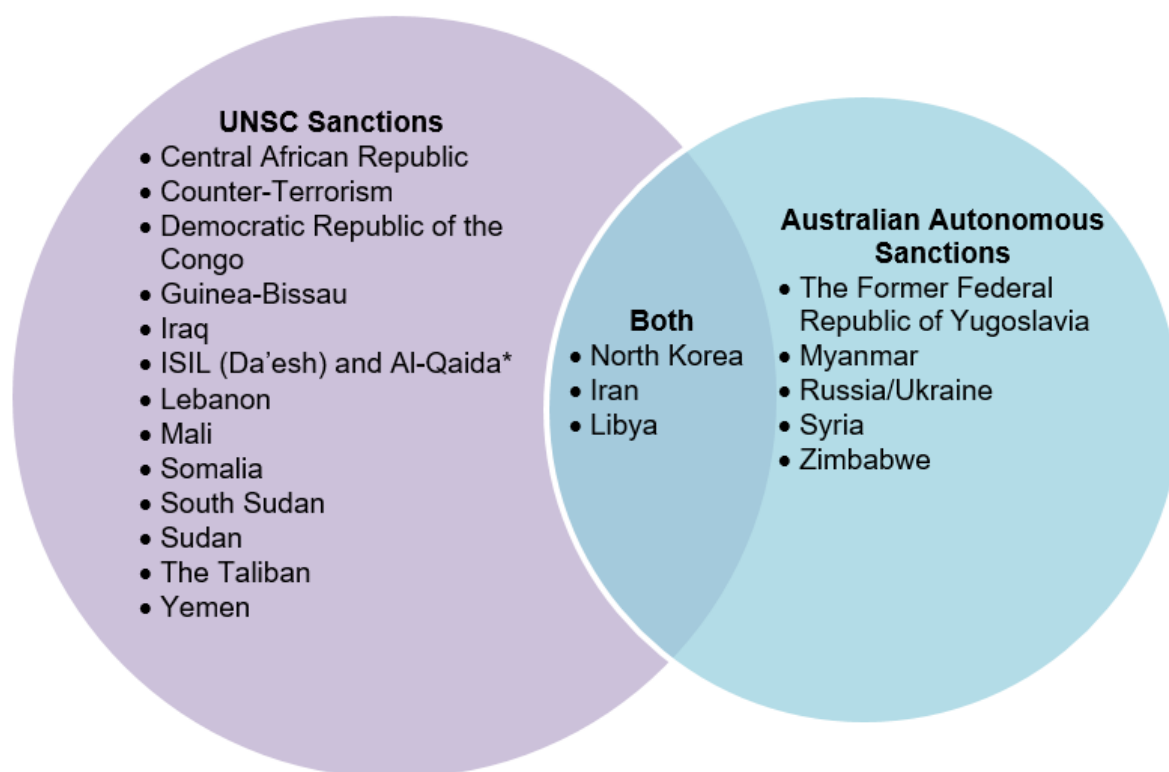 UNSC Sanctions
• Central African Republic
• Counter-Terrorism
• Democratic Republic of the
Congo
• Guinea-Bissau
• Iraq
• ISIL (Da’esh) and Al-Qaida*
• Lebanon
• Mali
• Somalia
• South Sudan
• Sudan
• The Taliban
• Yemen
Both
• North Korea
• Iran
• Libya
Australian Autonomous
Sanctions
• The Former Federal
Republic of Yugoslavia
• Myanmar
• Russia/Ukraine
• Syria
• Zimbabwe